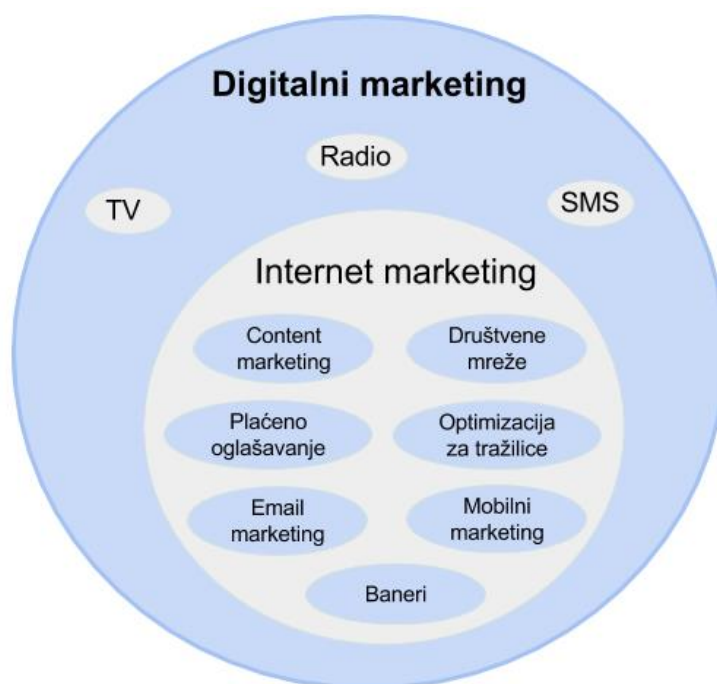 Digitalni marketing
Radio
TV
SMS
Internet marketing
Content
marketing
Društvene
mreže
Plaćeno
oglašavanje
Optimizacija
za tražilice
Email
marketing
Mobilni
marketing
Baneri